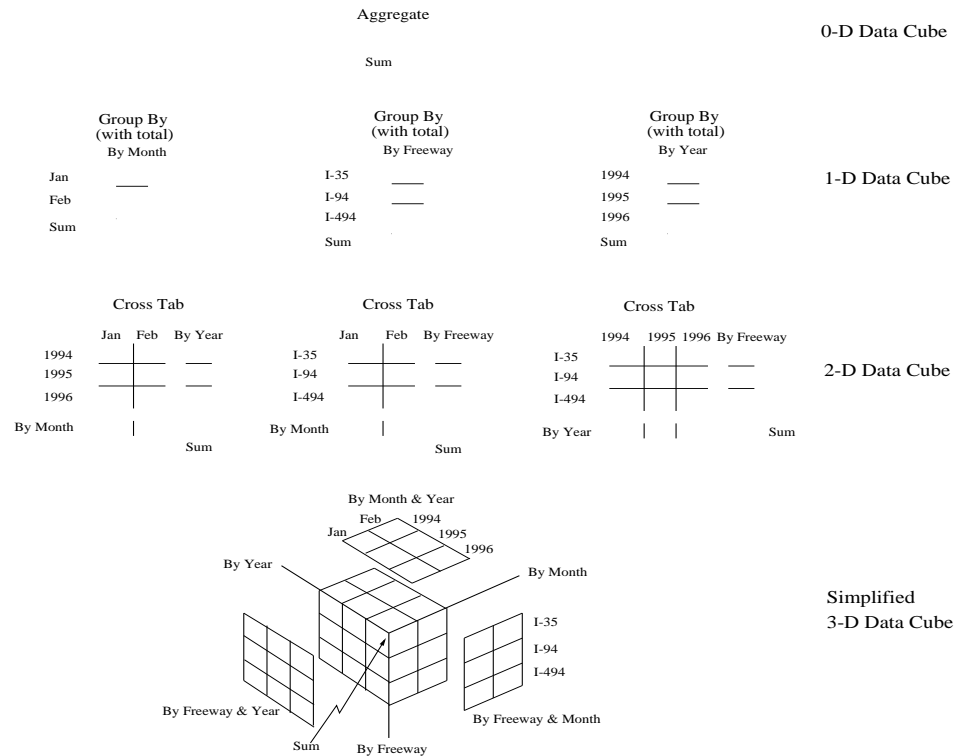 Aggregate
0-D Data Cube
Sum
Group By
(with total)
By Month
Jan
Feb
Sum
Group By
(with total)
By Freeway
I-35
I-94
I-494
Sum
Group By
(with total)
By Year
1994
1995
1996
Sum
1-D Data Cube
Cross Tab
Jan Feb By Year
1994
1995
1996
By Month
Sum
Cross Tab
Jan Feb By Freeway
I-35
I-94
I-494
By Month
Sum
Cross Tab
1994 1995 1996 By Freeway
I-35
I-94
I-494
By Year
Sum
2-D Data Cube
By Month & Year
Jan Feb 1994
1995
1996
By Year
By Month
I-35
I-94
I-494
By Freeway & Year
By Freeway & Month
Sum
By Freeway
Simplified
3-D Data Cube